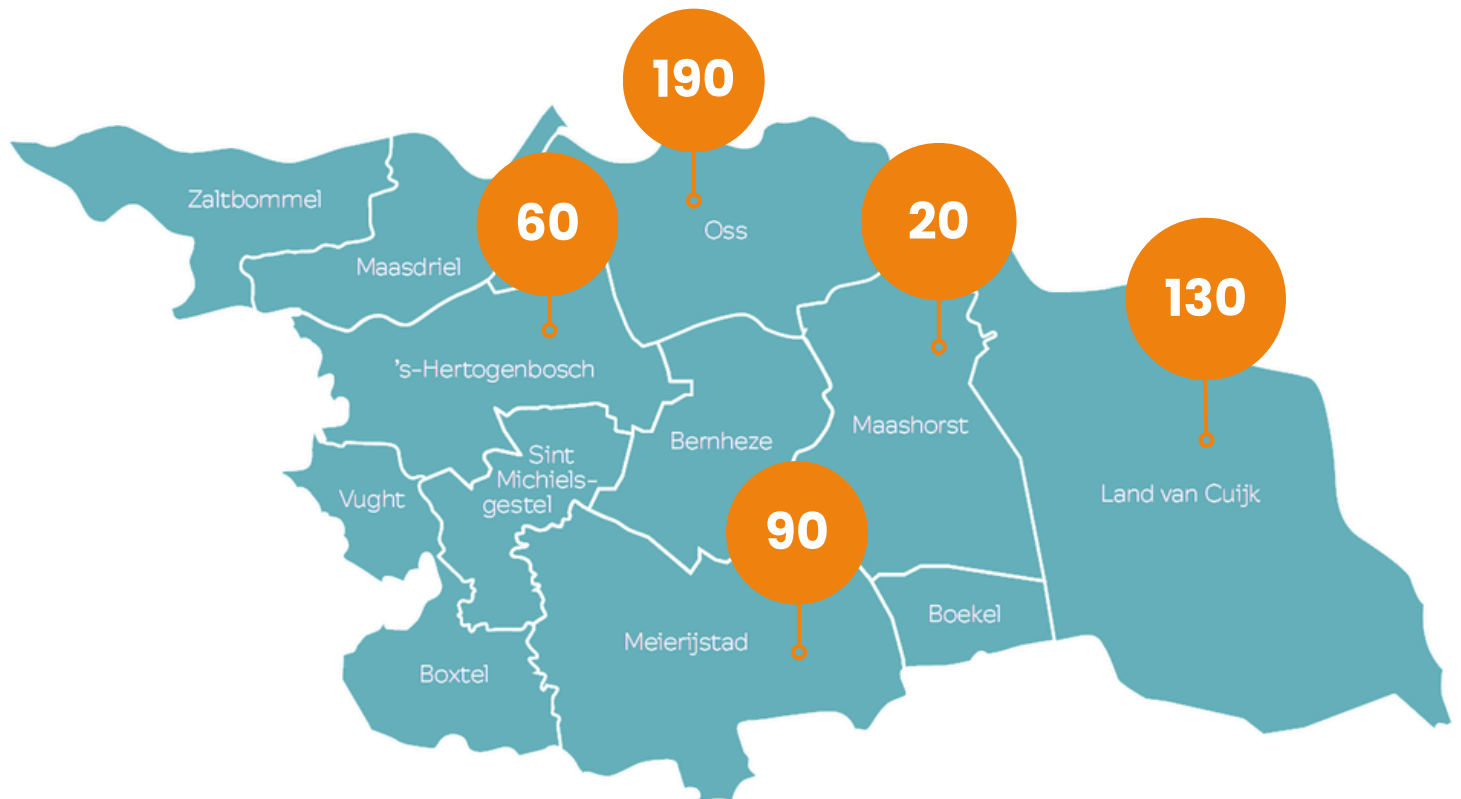 190
Zaltbommel
60
20
Oss
Maasdriel
130
's-Hertogenbosch
Maashorst
Bernheze
Sint
Michiels-
gestel
Vught
Land van Cuijk
90
Boekel
Meierijstad
Boxtel